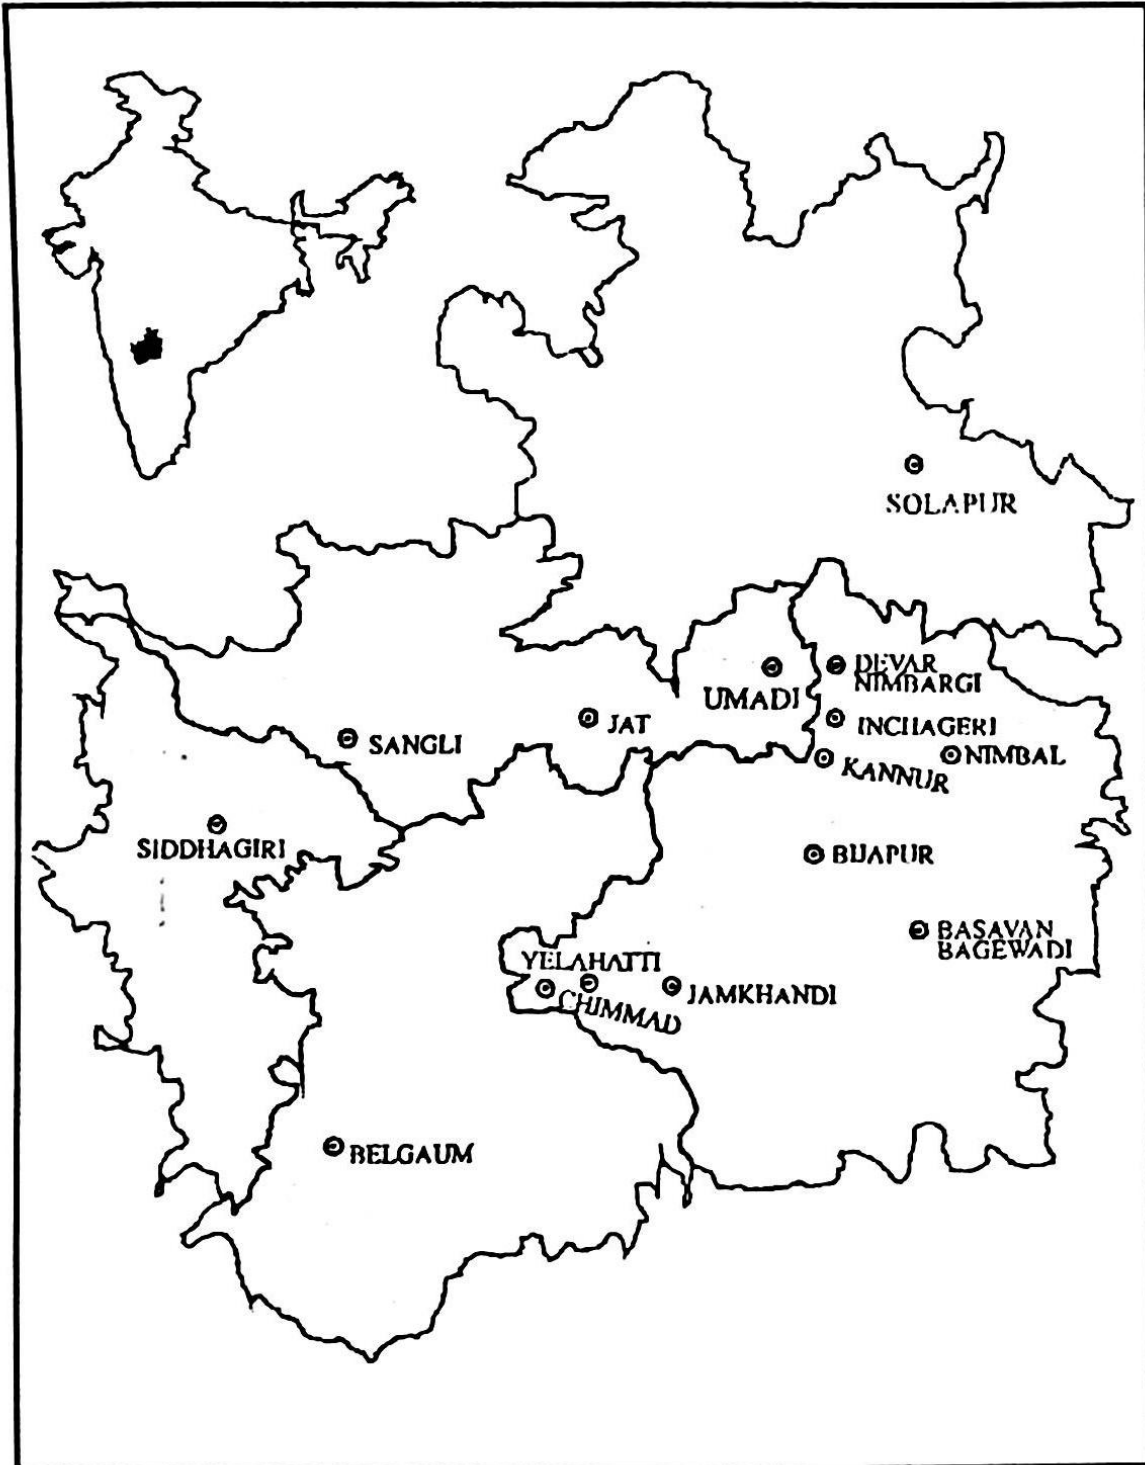 SOLAPUR
DEVAR
NIMBARGI
UMADI
INCHAGERI
JAT
SANGLI
NIMBAL
KANNUR
SIDDHAGIRI
BIJAPUR
BASAVAN
BAGEWADI
YELAHATTI
CHIMMAD
JAMKHANDI
BELGAUM